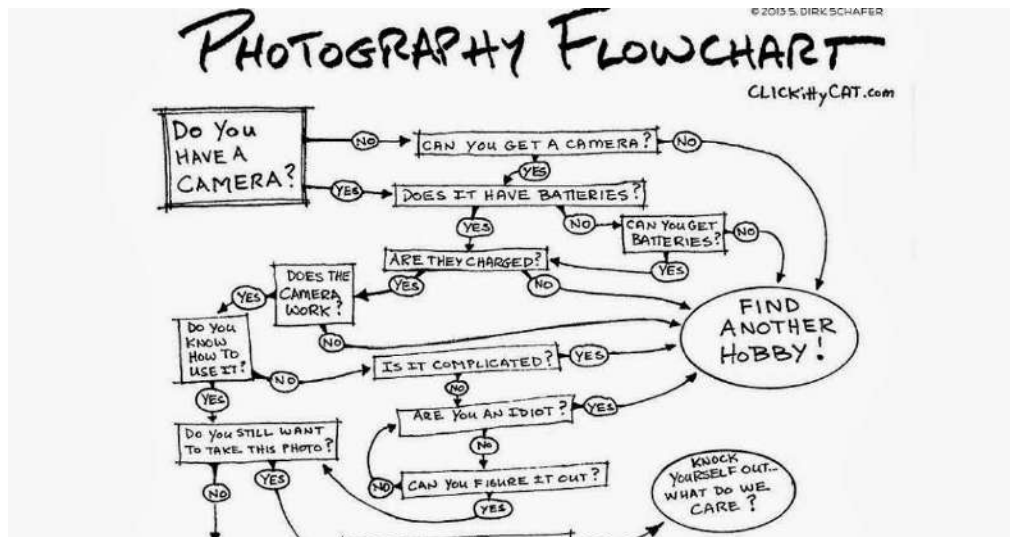 © 2013 S. DIRK SCHAFER
PHOTOGRAPHY FLOWCHART
CLICKittyCAT.com
DO YOU
HAVE A
CAMERA?
NO
CAN YOU GET A CAMERA?
NO
YES
YES
DOES IT HAVE BATTERIES?
YES
NO
CAN YOU GET
BATTERIES?
NO
YES
ARE THEY CHARGED?
YES
NO
DOES THE
CAMERA
WORK?
YES
NO
FIND
ANOTHER
HOBBY!
DO YOU
KNOW
HOW TO
USE IT?
NO
YES
IS IT COMPLICATED?
YES
NO
ARE YOU AN IDIOT?
YES
NO
CAN YOU FIGURE IT OUT?
NO
YES
DO YOU STILL WANT
TO TAKE THIS PHOTO?
NO
YES
KNOCK
YOURSELF OUT...
WHAT DO WE
CARE?